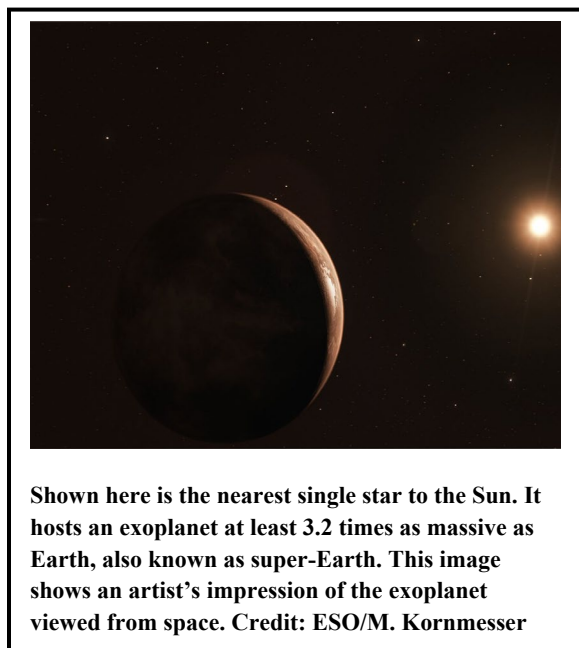 Shown here is the nearest single star to the Sun. It
hosts an exoplanet at least 3.2 times as massive as
Earth, also known as super-Earth. This image
shows an artist’s impression of the exoplanet
viewed from space. Credit: ESO/M. Kornmesser